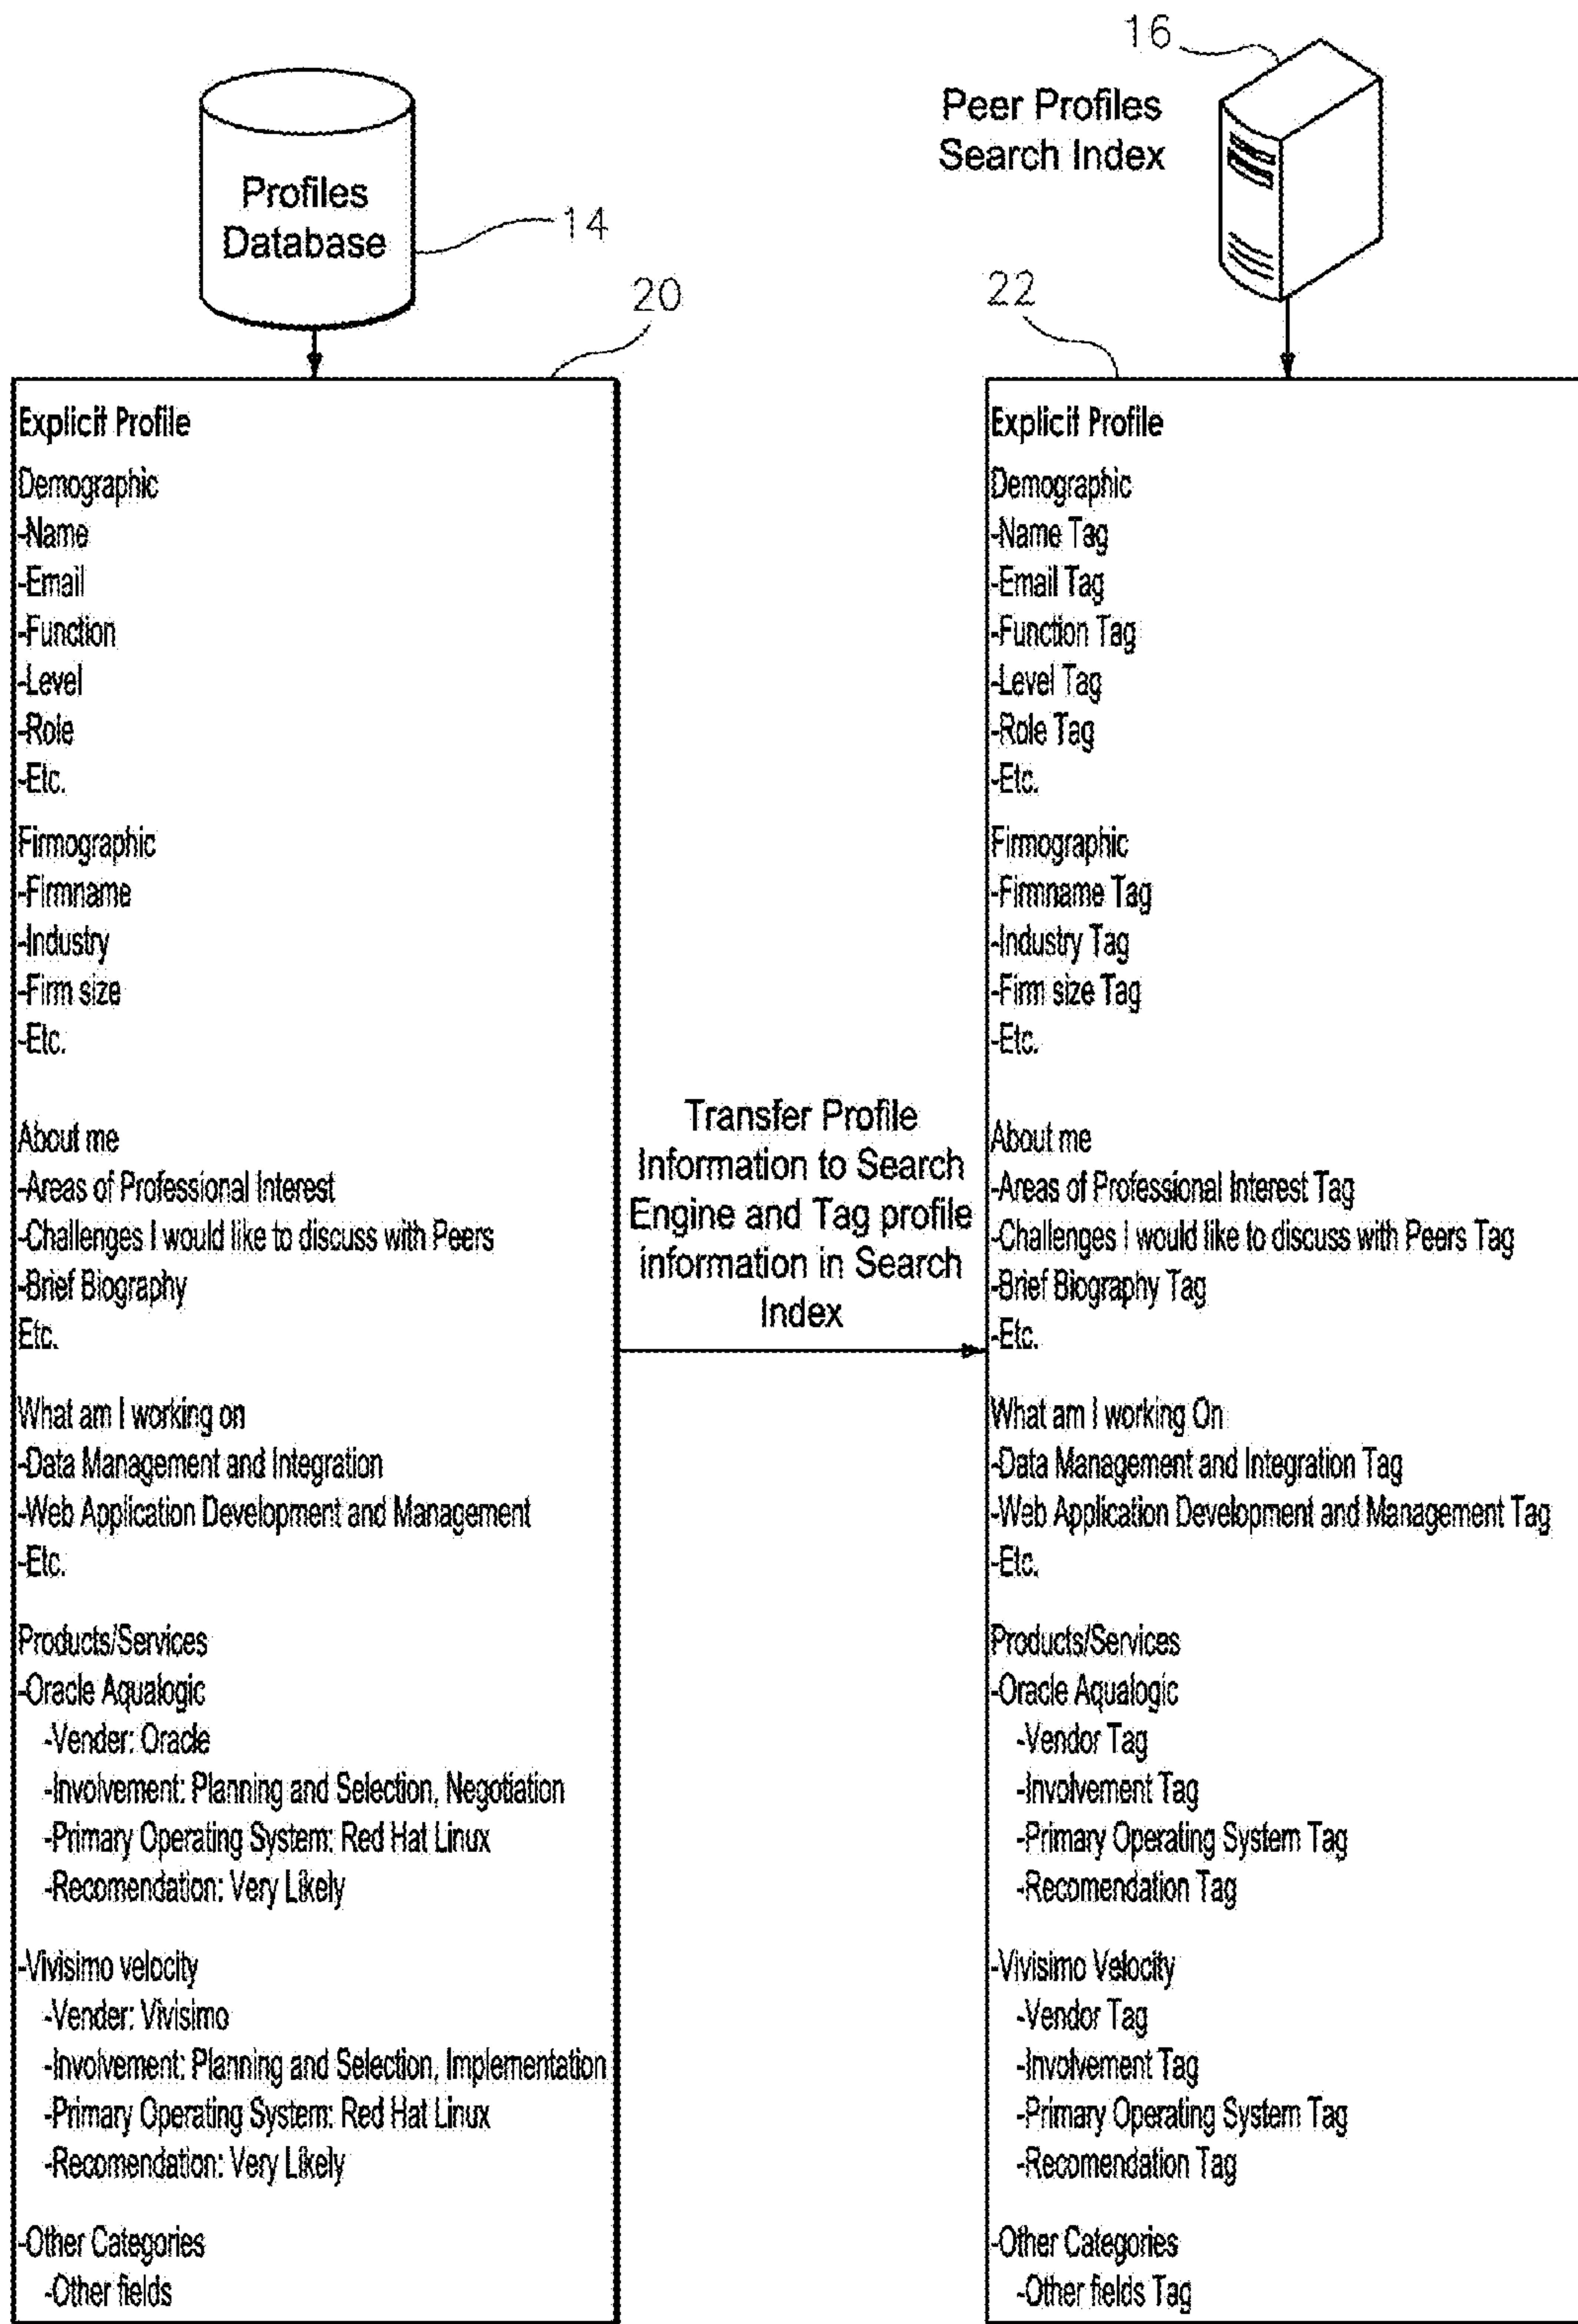 16
Peer Profiles
Search Index
Profiles
Database
14
20
22
Explicit Profile
Demographic
-Name
-Email
-Function
-Level
-Role
-Etc.
Firmographic
-Firmname
-Industry
-Firm size
-Etc.
About me
-Areas of Professional Interest
-Challenges I would like to discuss with Peers
-Brief Biography
Etc.
What am I working on
-Data Management and Integration
-Web Application Development and Management
-Etc.
Products/Services
-Oracle Aqualogic
-Vender: Oracle
-Involvement: Planning and Selection, Negotiation
-Primary Operating System: Red Hat Linux
-Recomendation: Very Likely
-Vivisimo velocity
-Vender: Vivisimo
-Involvement: Planning and Selection, Implementation
-Primary Operating System: Red Hat Linux
-Recomendation: Very Likely
-Other Categories
-Other fields
Transfer Profile
Information to Search
Engine and Tag profile
information in Search
Index
Explicit Profile
Demographic
-Name Tag
-Email Tag
-Function Tag
-Level Tag
-Role Tag
-Etc.
Firmographic
-Firmname Tag
-Industry Tag
-Firm size Tag
-Etc.
About me
-Areas of Professional Interest Tag
-Challenges I would like to discuss with Peers Tag
-Brief Biography Tag
-Etc.
What am I working On
-Data Management and Integration Tag
-Web Application Development and Management Tag
-Etc.
Products/Services
-Oracle Aqualogic
-Vendor Tag
-Involvement Tag
-Primary Operating System Tag
-Recomendation Tag
-Vivisimo Velocity
-Vendor Tag
-Involvement Tag
-Primary Operating System Tag
-Recomendation Tag
-Other Categories
-Other fields Tag